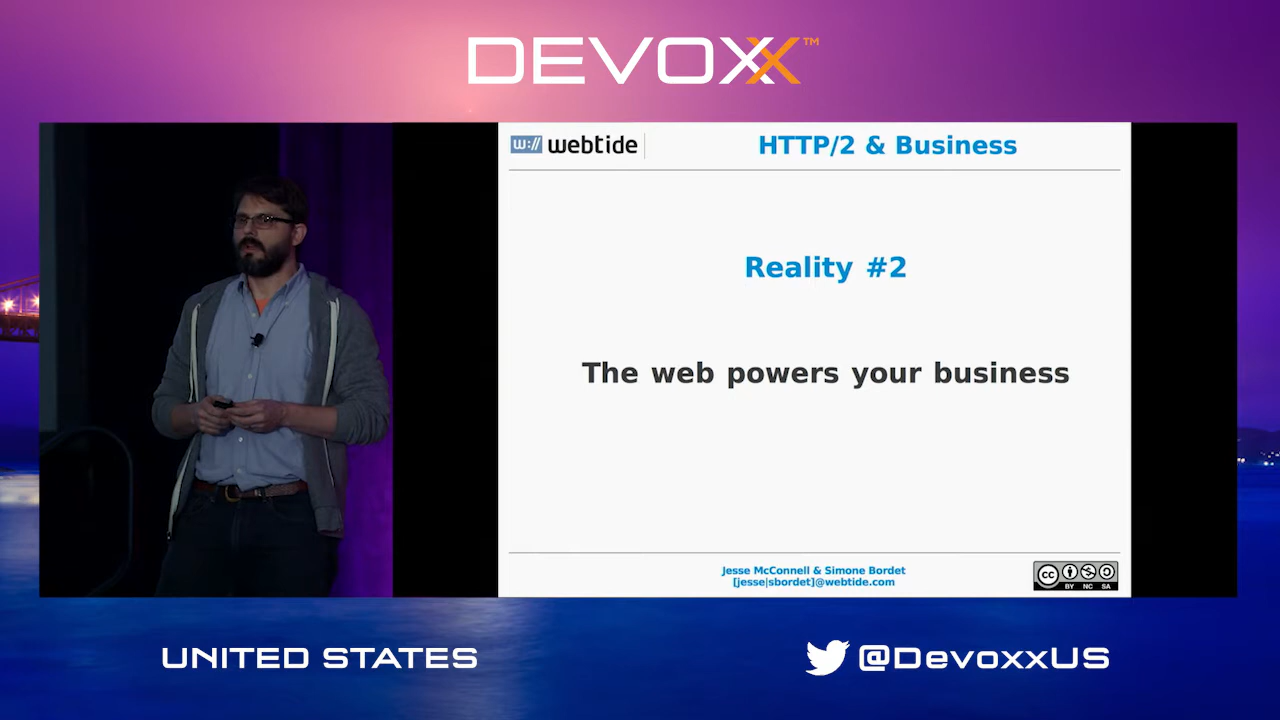 DEVOXX™
w:// webtide
HTTP/2 & Business
Reality #2
The web powers your business
Jesse McConnell & Simone Bordet
[jesse|sbordet]@webtide.com
cc
BY NC SA
UNITED STATES
@DevoxxUS